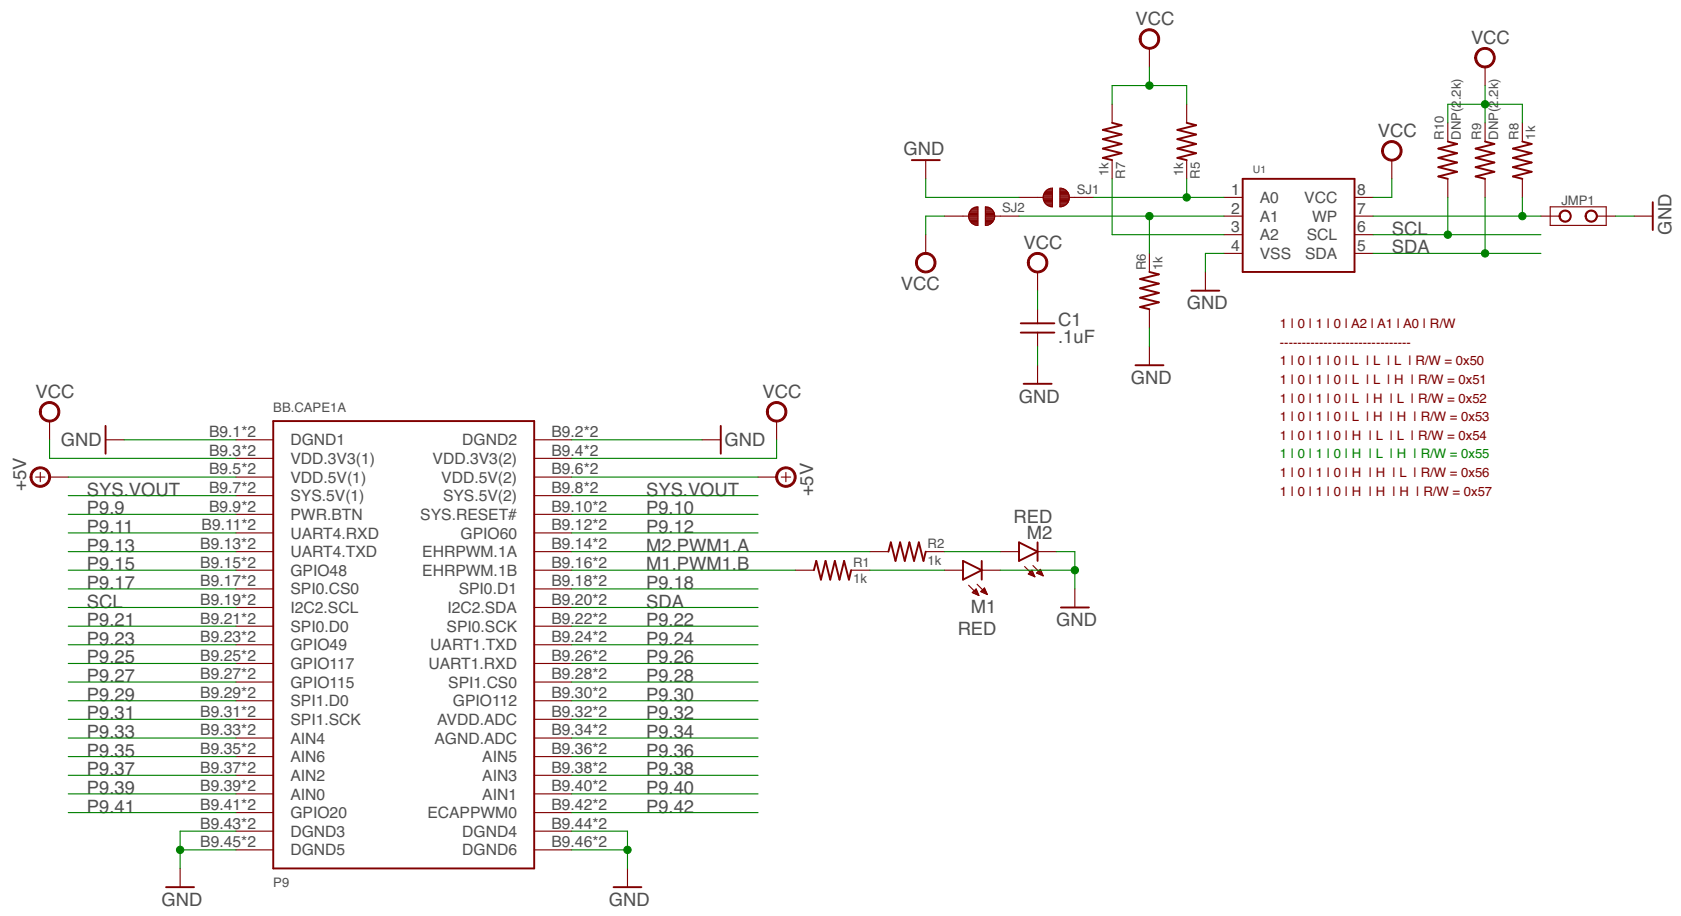 VCC
VCC
VCC
GND
1k
R7
1k
R5
R10
DNP(2.2k)
R9
DNP(2.2k)
R8
1k
U1
SJ1
SJ2
1 A0 VCC 8
2 A1 WP 7
3 A2 SCL 6 SCL
4 VSS SDA 5 SDA
JMP1
GND
VCC
VCC
R6
1k
GND
C1
.1uF
GND
GND
1 | 0 | 1 | 0 | A2 | A1 | A0 | R/W
------------------------------
1 | 0 | 1 | 0 | L | L | L | R/W = 0x50
1 | 0 | 1 | 0 | L | L | H | R/W = 0x51
1 | 0 | 1 | 0 | L | H | L | R/W = 0x52
1 | 0 | 1 | 0 | L | H | H | R/W = 0x53
1 | 0 | 1 | 0 | H | L | L | R/W = 0x54
1 | 0 | 1 | 0 | H | L | H | R/W = 0x55
1 | 0 | 1 | 0 | H | H | L | R/W = 0x56
1 | 0 | 1 | 0 | H | H | H | R/W = 0x57
VCC
VCC
BB.CAPE1A
GND B9.1*2 DGND1 DGND2 B9.2*2 GND
B9.3*2 VDD.3V3(1) VDD.3V3(2) B9.4*2
+5V B9.5*2 VDD.5V(1) VDD.5V(2) B9.6*2 +5V
SYS.VOUT B9.7*2 SYS.5V(1) SYS.5V(2) B9.8*2 SYS.VOUT
P9.9 B9.9*2 PWR.BTN SYS.RESET# B9.10*2 P9.10
P9.11 B9.11*2 UART4.RXD GPIO60 B9.12*2 P9.12
P9.13 B9.13*2 UART4.TXD EHRPWM.1A B9.14*2 M2.PWM1.A
P9.15 B9.15*2 GPIO48 EHRPWM.1B B9.16*2 M1.PWM1.B
P9.17 B9.17*2 SPI0.CS0 SPI0.D1 B9.18*2 P9.18
SCL B9.19*2 I2C2.SCL I2C2.SDA B9.20*2 SDA
P9.21 B9.21*2 SPI0.D0 SPI0.SCK B9.22*2 P9.22
P9.23 B9.23*2 GPIO49 UART1.TXD B9.24*2 P9.24
P9.25 B9.25*2 GPIO117 UART1.RXD B9.26*2 P9.26
P9.27 B9.27*2 GPIO115 SPI1.CS0 B9.28*2 P9.28
P9.29 B9.29*2 SPI1.D0 GPIO112 B9.30*2 P9.30
P9.31 B9.31*2 SPI1.SCK AVDD.ADC B9.32*2 P9.32
P9.33 B9.33*2 AIN4 AGND.ADC B9.34*2 P9.34
P9.35 B9.35*2 AIN6 AIN5 B9.36*2 P9.36
P9.37 B9.37*2 AIN2 AIN3 B9.38*2 P9.38
P9.39 B9.39*2 AIN0 AIN1 B9.40*2 P9.40
P9.41 B9.41*2 GPIO20 ECAPPWM0 B9.42*2 P9.42
B9.43*2 DGND3 DGND4 B9.44*2
B9.45*2 DGND5 DGND6 B9.46*2
P9
GND
GND
RED
M2
R2
1k
R1
1k
M1
RED
GND